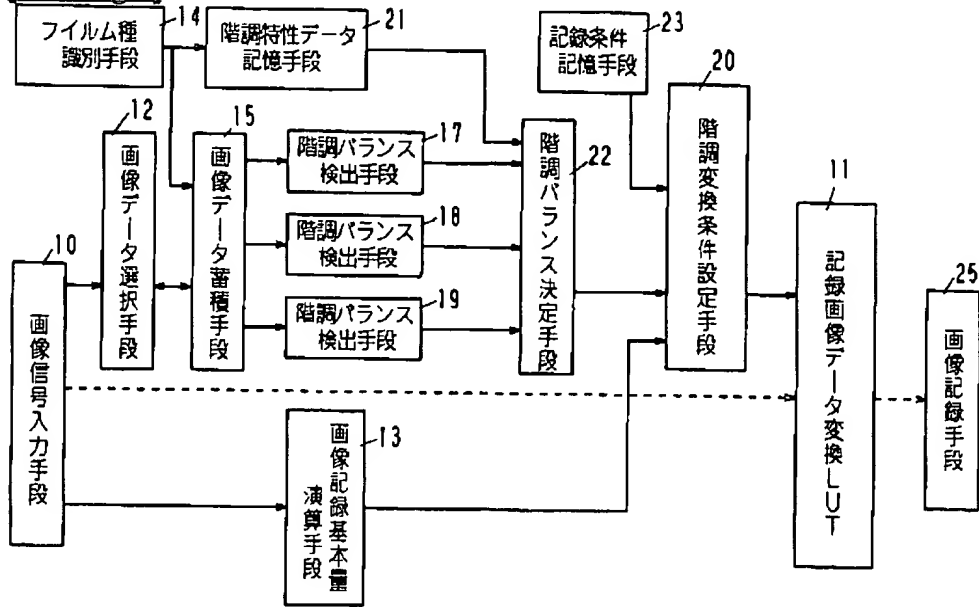 フイルム種
識別手段
14
階調特性データ
記憶手段
21
記録条件
記憶手段
23
20
階調変換条件設定手段
12
画像データ選択手段
15
画像データ蓄積手段
階調バランス
検出手段
17
階調バランス
検出手段
18
階調バランス
検出手段
19
階調バランス決定手段
22
11
記録画像データ変換LUT
10
画像信号入力手段
25
画像記録手段
13
画像記録基本量
演算手段